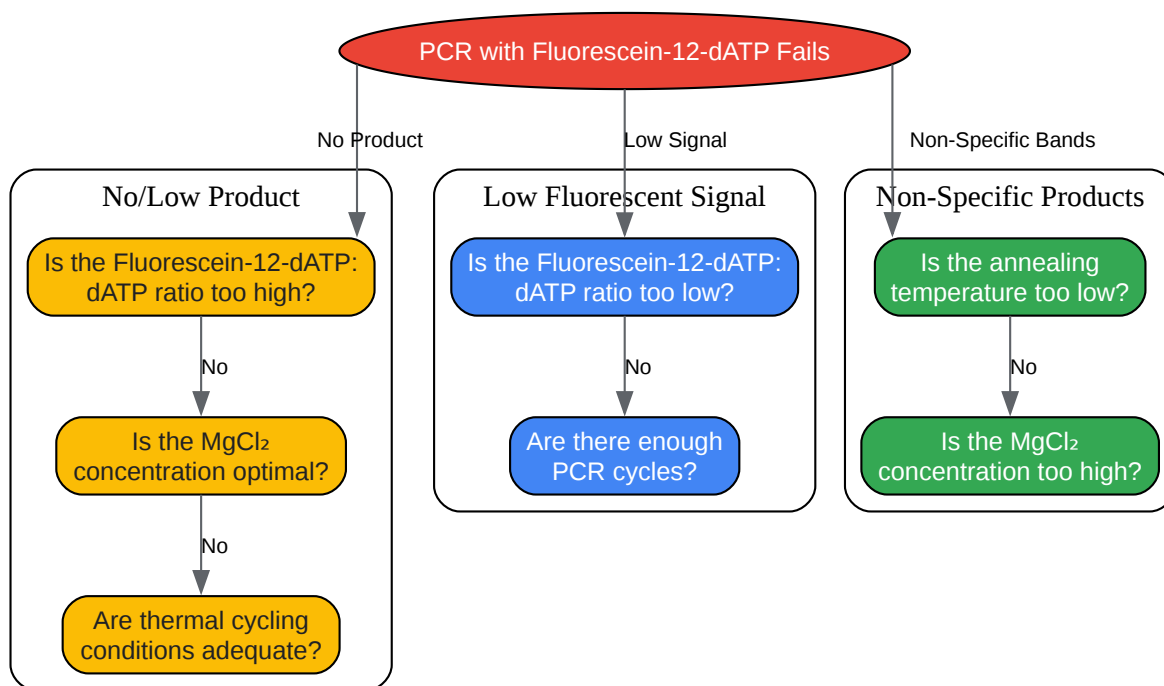 PCR with Fluorescein-12-dATP Fails
No Product
Low Signal
Non-Specific Bands
No/Low Product
Is the Fluorescein-12-dATP:
dATP ratio too high?
No
Is the MgCl₂
concentration optimal?
No
Are thermal cycling
conditions adequate?
Low Fluorescent Signal
Is the Fluorescein-12-dATP:
dATP ratio too low?
No
Are there enough
PCR cycles?
Non-Specific Products
Is the annealing
temperature too low?
No
Is the MgCl₂
concentration too high?